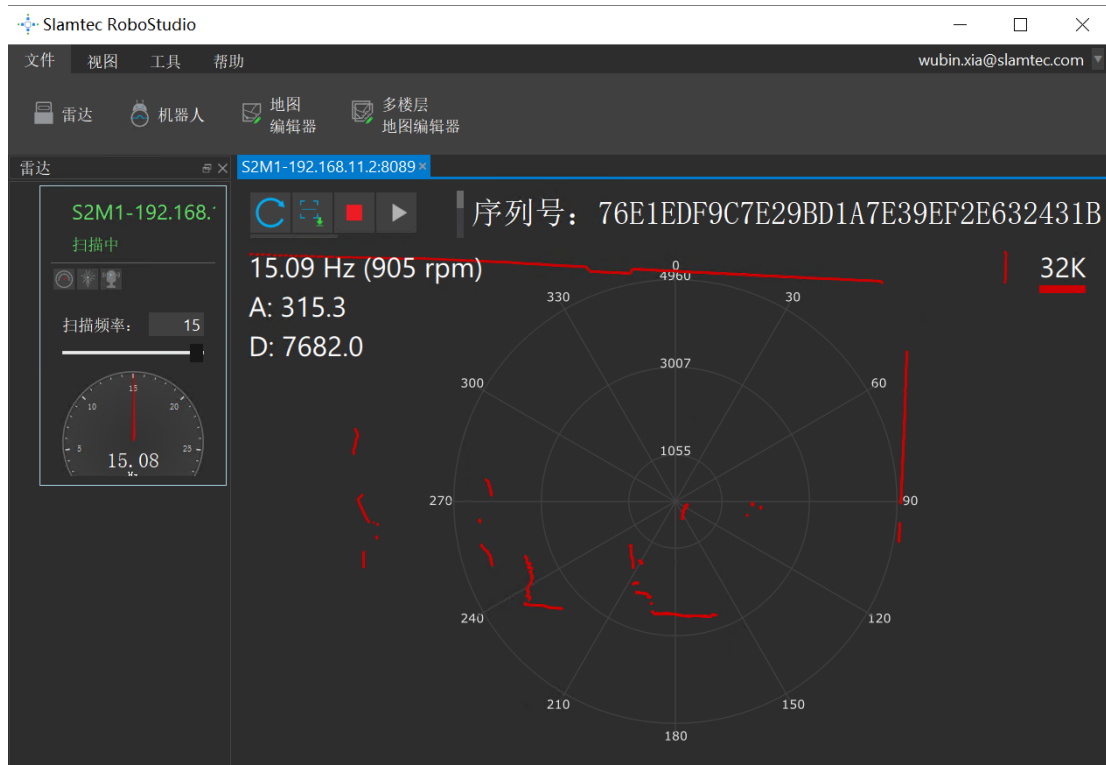 Slamtec RoboStudio
文件 视图 工具 帮助 wubin.xia@slamtec.com
雷达 机器人 地图编辑器 多楼层地图编辑器
雷达 S2M1-192.168.11.2:8089
S2M1-192.168.
扫描中
序列号：76E1EDF9C7E29BD1A7E39EF2E632431B
扫描频率： 15
5 10 15 20 25
15.08
Hz
15.09 Hz (905 rpm)
A: 315.3
D: 7682.0
32K
0
4960
330 30
3007
300 60
1055
270 90
240 120
210 150
180